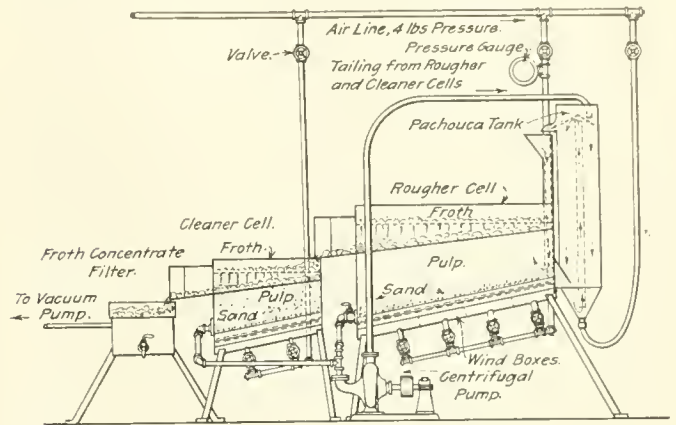 Air Line, 4 lbs Pressure.
Valve.
Pressure Gauge
Tailing from Rougher
and Cleaner Cells
Pachouca Tank
Rougher Cell
Froth
Cleaner Cell.
Froth.
Froth Concentrate
Filter.
Pulp.
Pulp.
Sand
To Vacuum
Pump.
Sand
Wind Boxes.
Centrifugal
Pump.